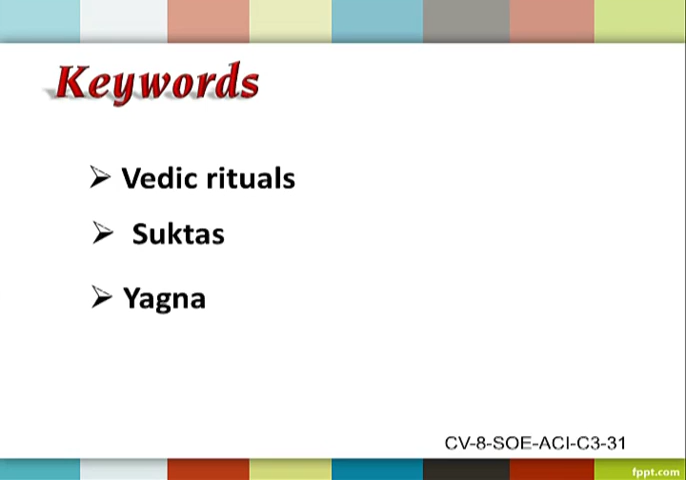 Keywords
Vedic rituals
Suktas
Yagna
CV-8-SOE-ACI-C3-31
fppt.com